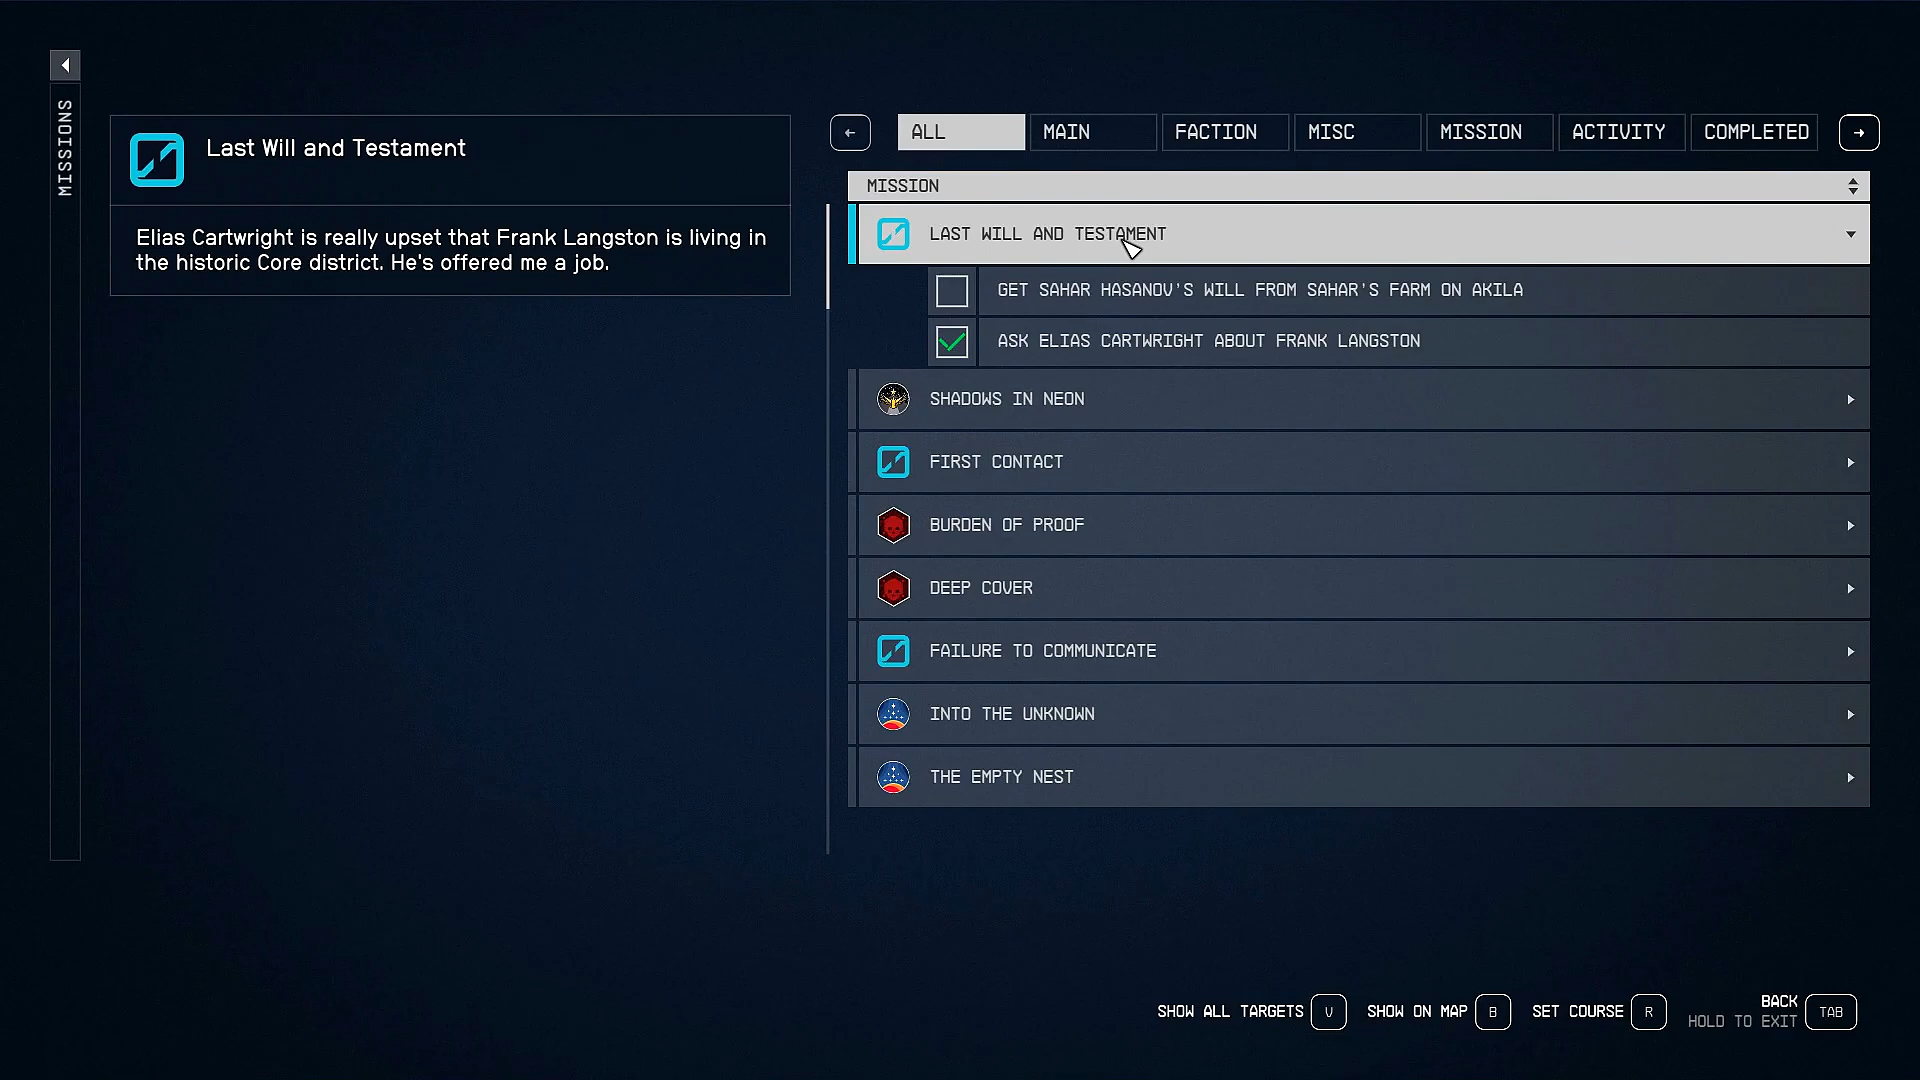 MISSIONS
Last Will and Testament
Elias Cartwright is really upset that Frank Langston is living in
the historic Core district. He's offered me a job.
ALL MAIN FACTION MISC MISSION ACTIVITY COMPLETED
MISSION
LAST WILL AND TESTAMENT
GET SAHAR HASANOV'S WILL FROM SAHAR'S FARM ON AKILA
ASK ELIAS CARTWRIGHT ABOUT FRANK LANGSTON
SHADOWS IN NEON
FIRST CONTACT
BURDEN OF PROOF
DEEP COVER
FAILURE TO COMMUNICATE
INTO THE UNKNOWN
THE EMPTY NEST
SHOW ALL TARGETS V SHOW ON MAP B SET COURSE R BACK TAB
HOLD TO EXIT